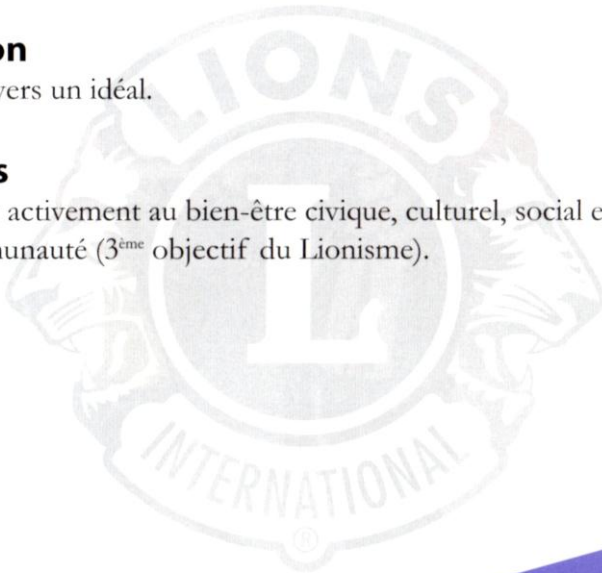 on
vers un idéal.
s
activement au bien-être civique, culturel, social e
unauté (3ème objectif du Lionisme).
LIONS
L
INTERNATIONAL
®